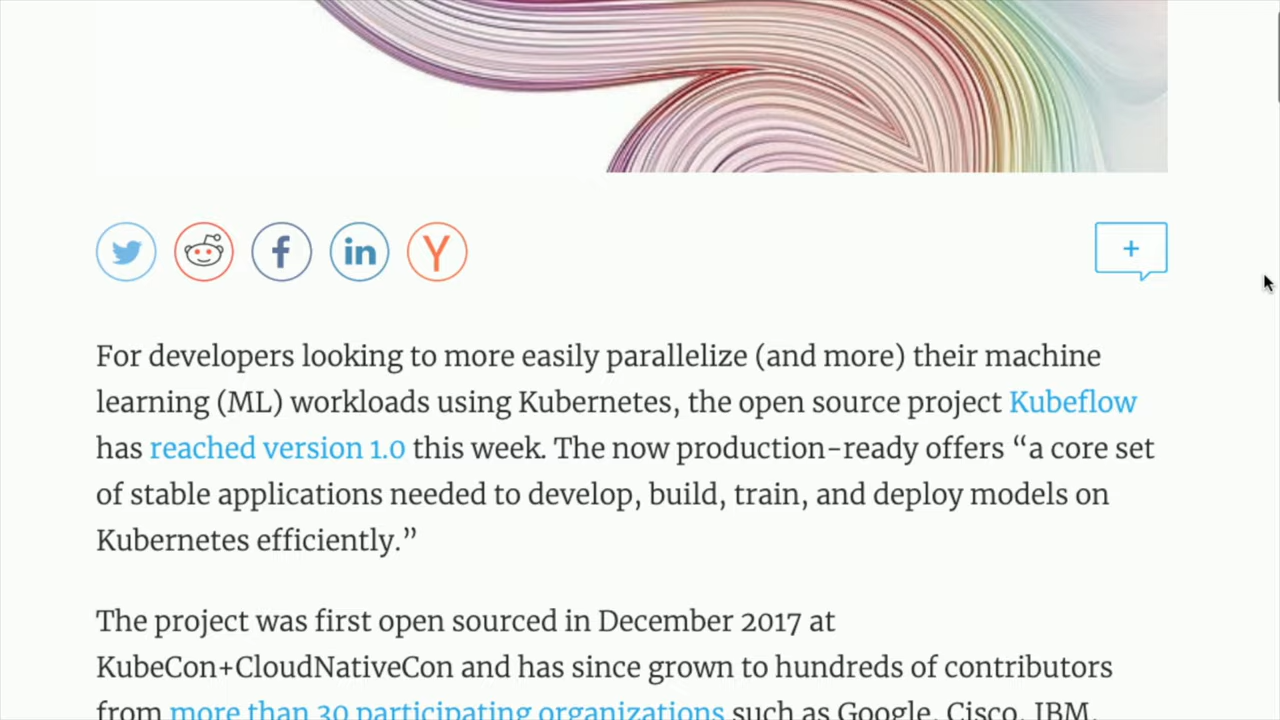 For developers looking to more easily parallelize (and more) their machine
learning (ML) workloads using Kubernetes, the open source project Kubeflow
has reached version 1.0 this week. The now production-ready offers “a core set
of stable applications needed to develop, build, train, and deploy models on
Kubernetes efficiently.”
The project was first open sourced in December 2017 at
KubeCon+CloudNativeCon and has since grown to hundreds of contributors
from more than 30 participating organizations such as Google, Cisco, IBM,